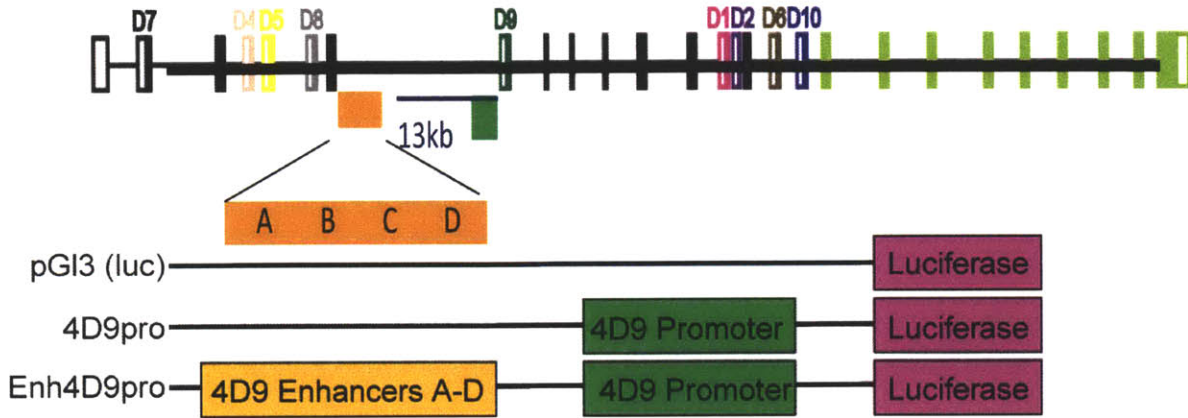 D7 D4 D5 D8 D9 D1 D2 D6 D10
13kb
A B C D
pGl3 (luc) Luciferase
4D9pro 4D9 Promoter Luciferase
Enh4D9pro 4D9 Enhancers A-D 4D9 Promoter Luciferase